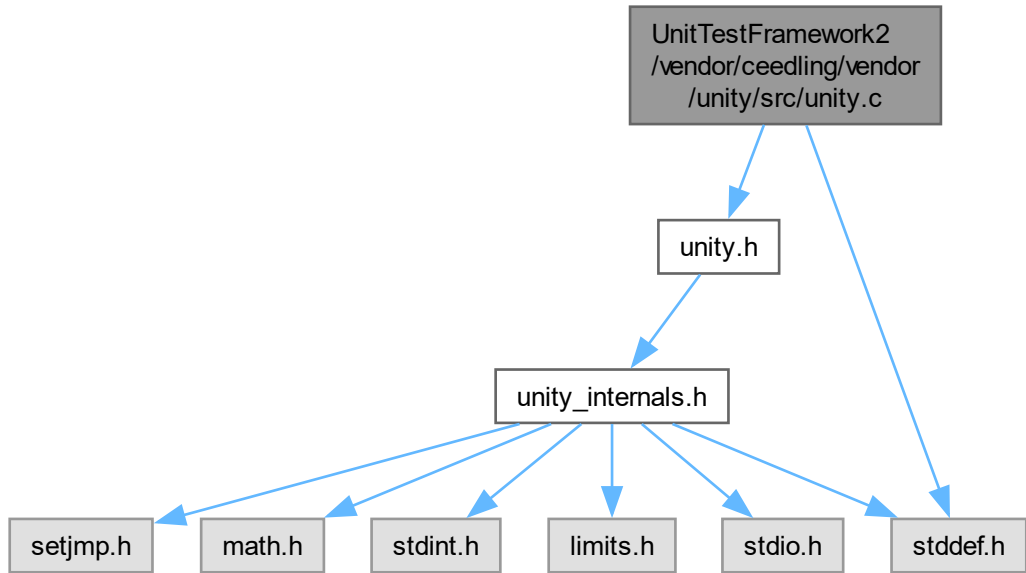 UnitTestFramework2
/vendor/ceedling/vendor
/unity/src/unity.c
unity.h
unity_internals.h
setjmp.h
math.h
stdint.h
limits.h
stdio.h
stddef.h